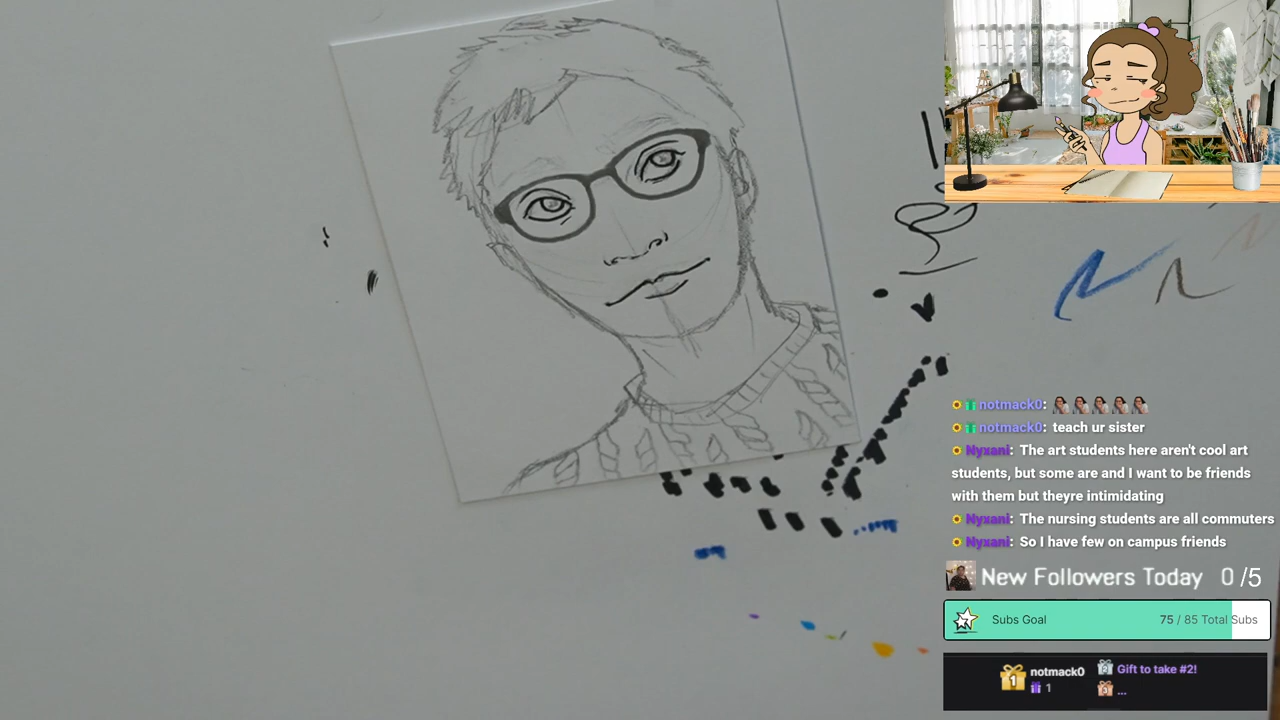 notmack0:
notmack0: teach ur sister
Nyxani: The art students here aren't cool art
students, but some are and I want to be friends
with them but theyre intimidating
Nyxani: The nursing students are all commuters
Nyxani: So I have few on campus friends
New Followers Today 0 /5
Subs Goal 75 / 85 Total Subs
1 notmack0 Gift to take #2!
1 ...